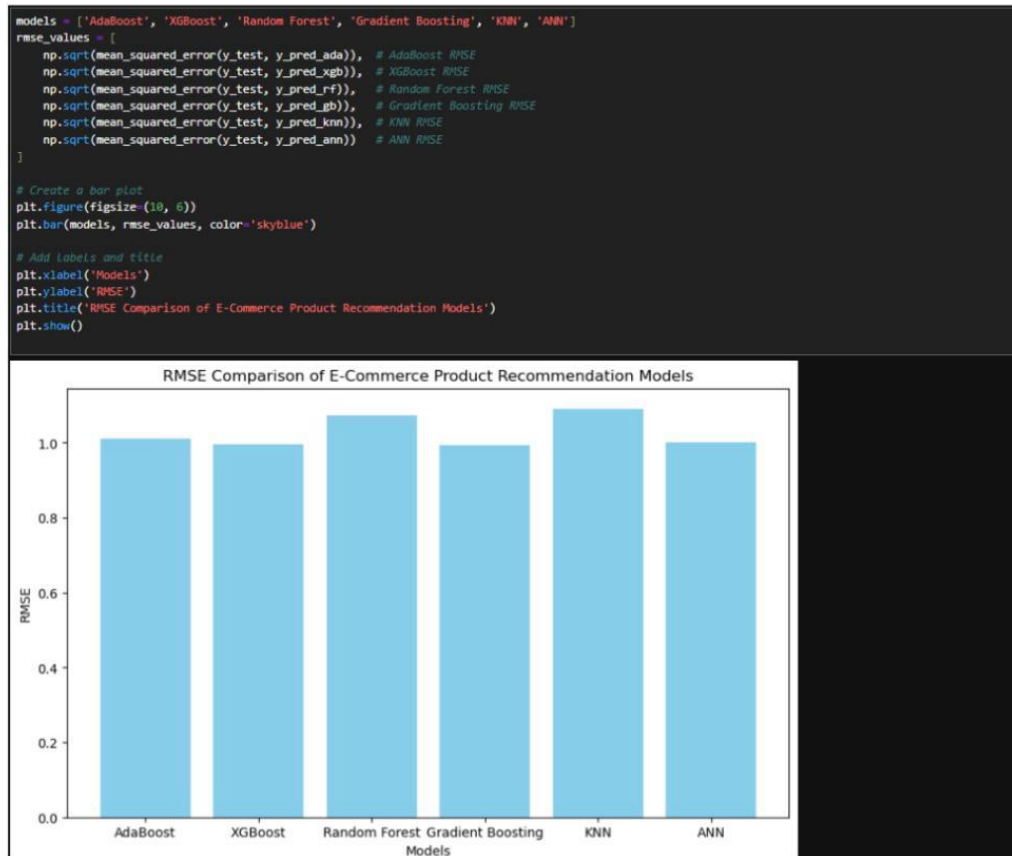 models = ['AdaBoost', 'XGBoost', 'Random Forest', 'Gradient Boosting', 'KNN', 'ANN']
rmse_values = [
    np.sqrt(mean_squared_error(y_test, y_pred_ada)),  # AdaBoost RMSE
    np.sqrt(mean_squared_error(y_test, y_pred_xgb)),  # XGBoost RMSE
    np.sqrt(mean_squared_error(y_test, y_pred_rf)),   # Random Forest RMSE
    np.sqrt(mean_squared_error(y_test, y_pred_gb)),   # Gradient Boosting RMSE
    np.sqrt(mean_squared_error(y_test, y_pred_knn)),  # KNN RMSE
    np.sqrt(mean_squared_error(y_test, y_pred_ann))   # ANN RMSE
]
# Create a bar plot
plt.figure(figsize=(10, 6))
plt.bar(models, rmse_values, color='skyblue')
# Add labels and title
plt.xlabel('Models')
plt.ylabel('RMSE')
plt.title('RMSE Comparison of E-Commerce Product Recommendation Models')
plt.show()
RMSE Comparison of E-Commerce Product Recommendation Models
1.0
0.8
0.6
RMSE
0.4
0.2
0.0
AdaBoost XGBoost Random Forest Gradient Boosting KNN ANN
Models